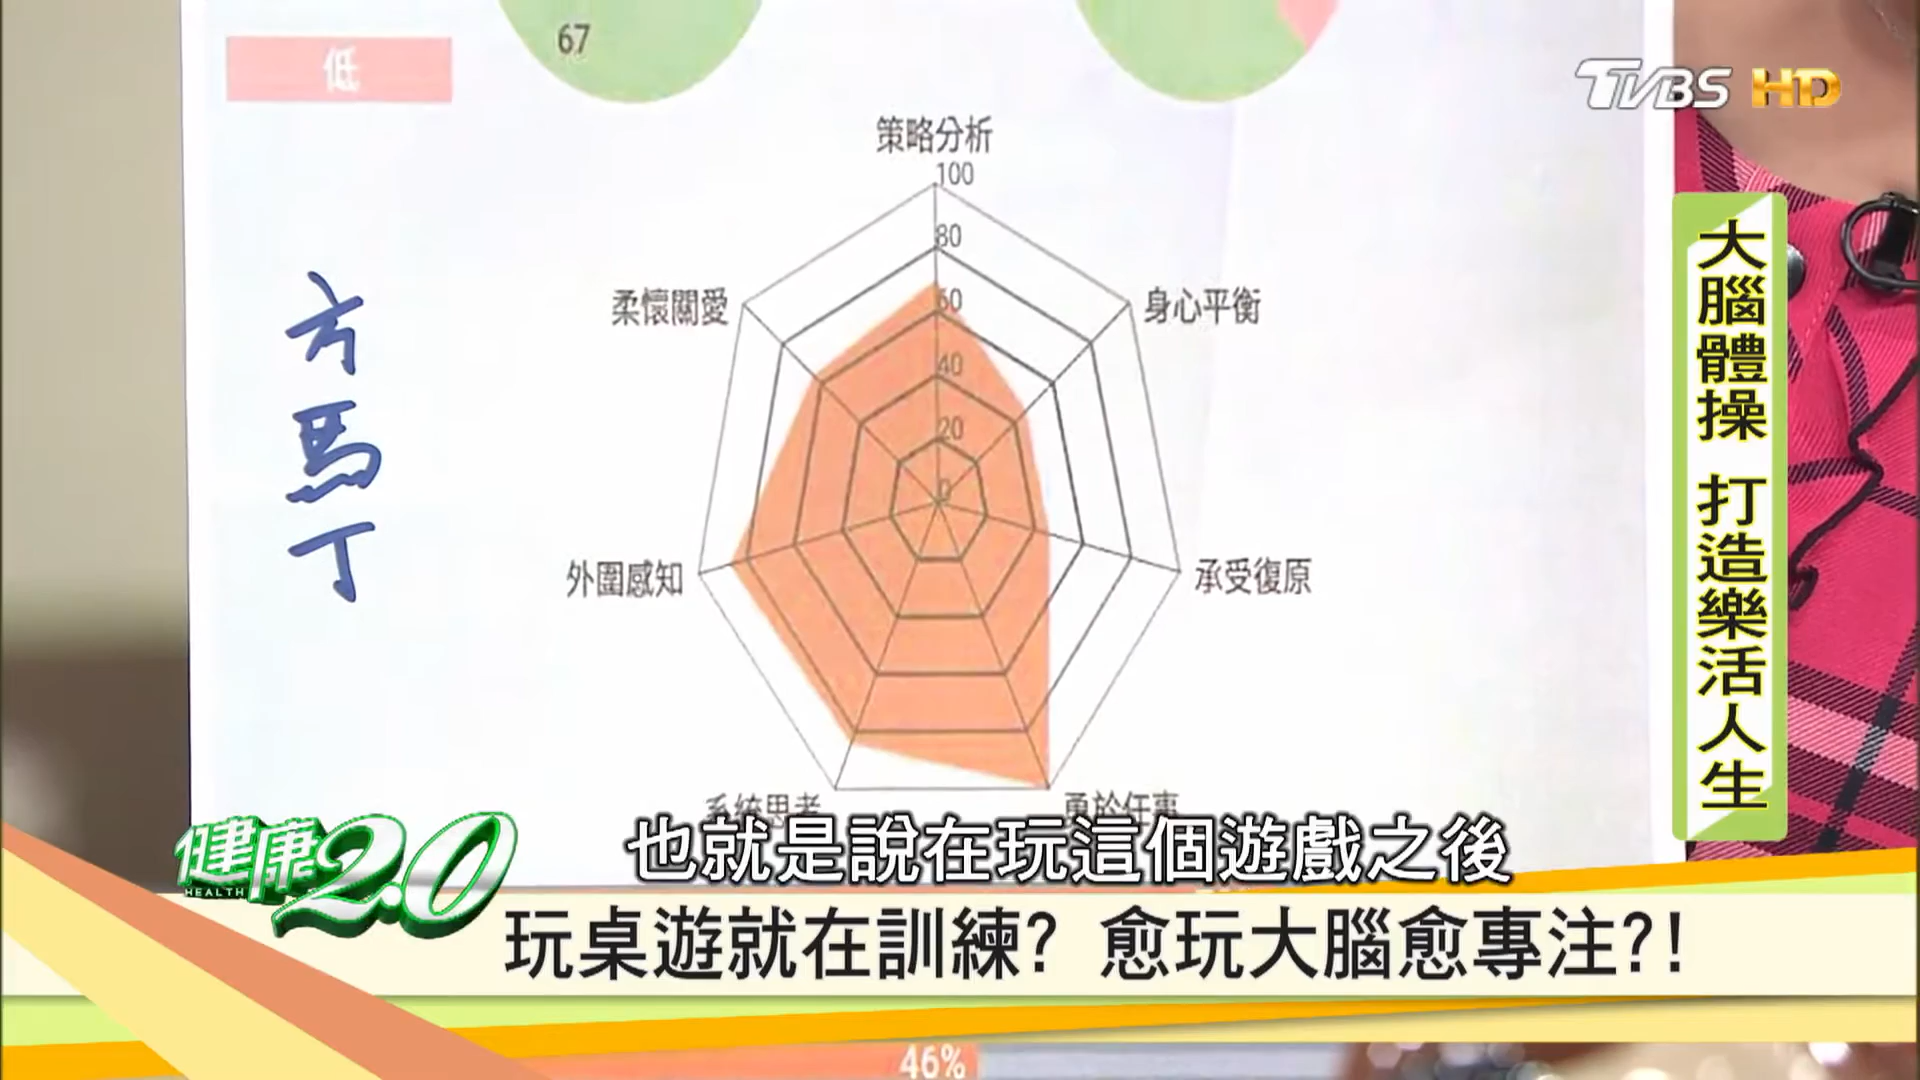 67
低
TVBS HD
策略分析
100
80
60
40
20
0
柔懷關愛
身心平衡
外圍感知
承受復原
系統思考
勇於任事
方馬丁
大腦體操 打造樂活人生
健康2.0
HEALTH
也就是說在玩這個遊戲之後
玩桌遊就在訓練? 愈玩大腦愈專注?!
46%